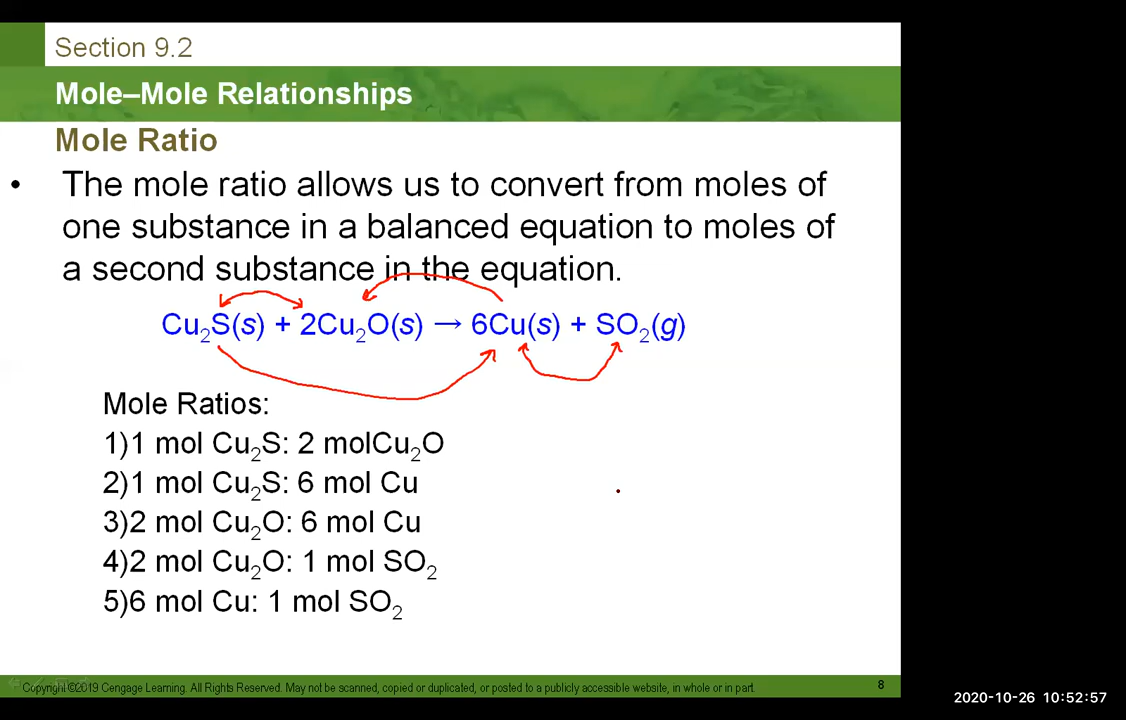 Section 9.2
Mole–Mole Relationships
Mole Ratio
• The mole ratio allows us to convert from moles of
one substance in a balanced equation to moles of
a second substance in the equation.
Cu₂S(s) + 2Cu₂O(s) → 6Cu(s) + SO₂(g)
Mole Ratios:
1)1 mol Cu₂S: 2 molCu₂O
2)1 mol Cu₂S: 6 mol Cu
3)2 mol Cu₂O: 6 mol Cu
4)2 mol Cu₂O: 1 mol SO₂
5)6 mol Cu: 1 mol SO₂
Copyright ©2019 Cengage Learning. All Rights Reserved. May not be scanned, copied or duplicated, or posted to a publicly accessible website, in whole or in part.
8
2020-10-26 10:52:57